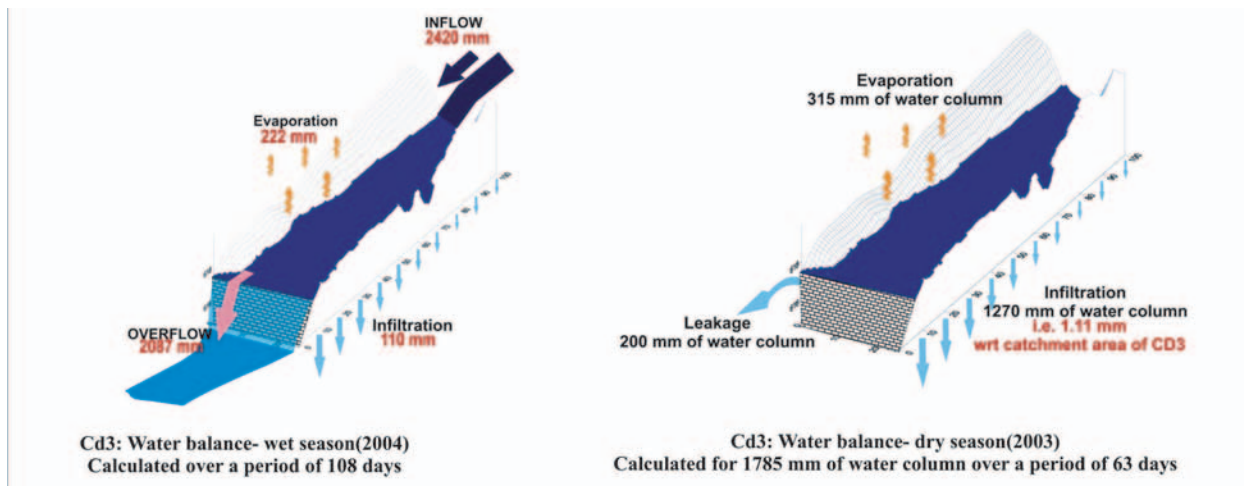 INFLOW
2420 mm
Evaporation
222 mm
OVERFLOW
2087 mm
Infiltration
110 mm
Cd3: Water balance- wet season(2004)
Calculated over a period of 108 days
Evaporation
315 mm of water column
Leakage
200 mm of water column
Infiltration
1270 mm of water column
i.e. 1.11 mm
wrt catchment area of CD3
Cd3: Water balance- dry season(2003)
Calculated for 1785 mm of water column over a period of 63 days